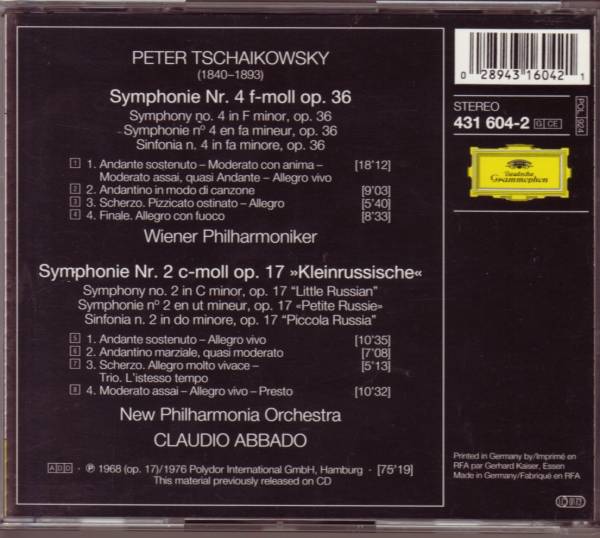 PETER TSCHAIKOWSKY
(1840–1893)
Symphonie Nr. 4 f-moll op. 36
Symphony no. 4 in F minor, op. 36
Symphonie nº 4 en fa mineur, op. 36
Sinfonia n. 4 in fa minore, op. 36
1 1. Andante sostenuto – Moderato con anima – [18'12]
Moderato assai, quasi Andante – Allegro vivo
2 2. Andantino in modo di canzone [9'03]
3 3. Scherzo. Pizzicato ostinato – Allegro [5'40]
4 4. Finale. Allegro con fuoco [8'33]
Wiener Philharmoniker
Symphonie Nr. 2 c-moll op. 17 »Kleinrussische«
Symphony no. 2 in C minor, op. 17 “Little Russian”
Symphonie nº 2 en ut mineur, op. 17 «Petite Russie»
Sinfonia n. 2 in do minore, op. 17 “Piccola Russia”
5 1. Andante sostenuto – Allegro vivo [10'35]
6 2. Andantino marziale, quasi moderato [7'08]
7 3. Scherzo. Allegro molto vivace – [5'13]
Trio. L'istesso tempo
8 4. Moderato assai – Allegro vivo – Presto [10'32]
New Philharmonia Orchestra
CLAUDIO ABBADO
ADD · ℗ 1968 (op. 17)/1976 Polydor International GmbH, Hamburg · [75'19]
This material previously released on CD
0 28943 16042 1
STEREO
431 604-2 G CE
POL 924
Deutsche
Grammophon
Printed in Germany by/Imprimé en
RFA par Gerhard Kaiser, Essen
Made in Germany/Fabriqué en RFA